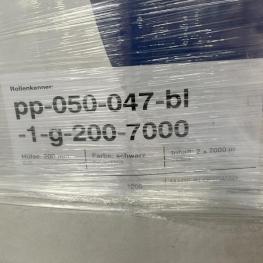 Rollenkenner:
pp-050-047-bl
-1-g-200-7000
Hülse: 200 mm Farbe: schwarz Inhalt: 2 x 7000 m